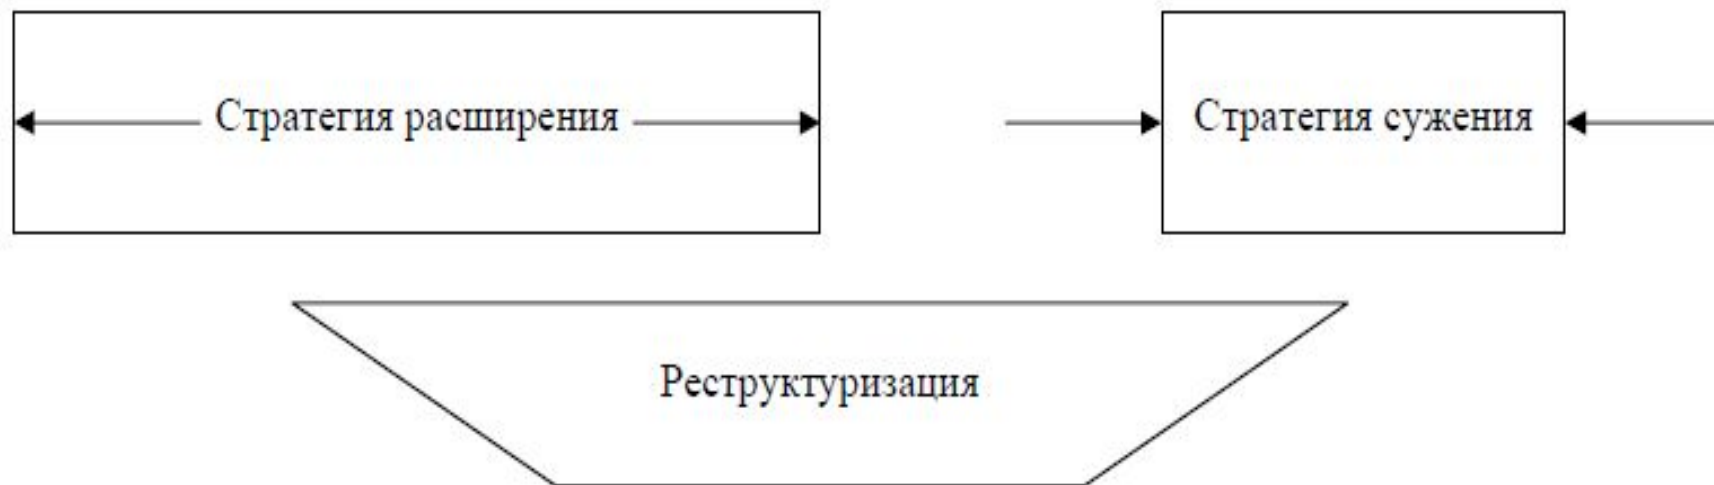 Стратегия расширения
Стратегия сужения
Реструктуризация